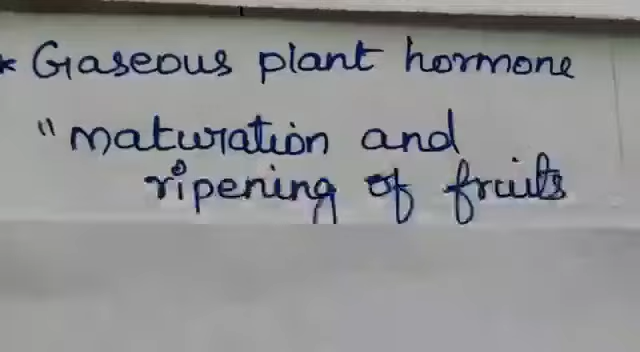 * Gaseous plant hormone
" maturation and
ripening of fruits